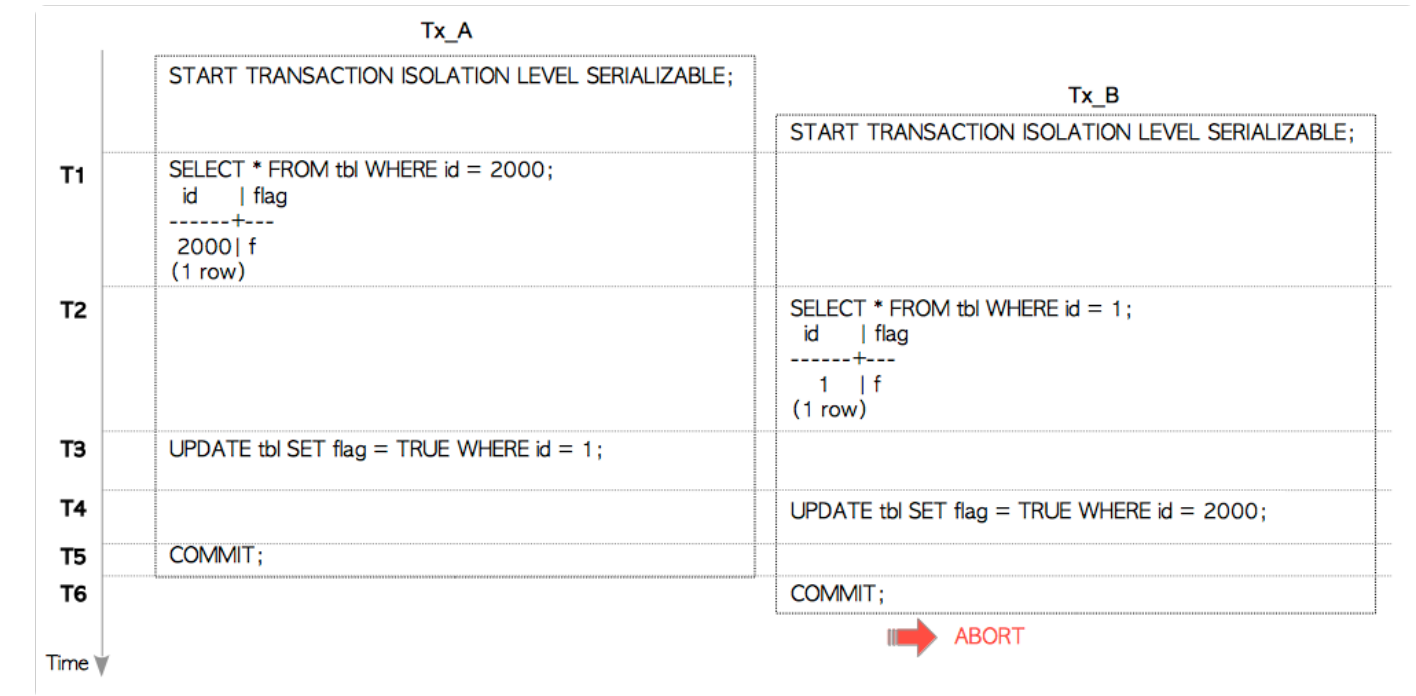 Tx_A
START TRANSACTION ISOLATION LEVEL SERIALIZABLE;
Tx_B
START TRANSACTION ISOLATION LEVEL SERIALIZABLE;
T1
SELECT * FROM tbl WHERE id = 2000;
id | flag
------+---
2000| f
(1 row)
T2
SELECT * FROM tbl WHERE id = 1;
id | flag
------+---
1 | f
(1 row)
T3
UPDATE tbl SET flag = TRUE WHERE id = 1;
T4
UPDATE tbl SET flag = TRUE WHERE id = 2000;
T5
COMMIT;
T6
COMMIT;
ABORT
Time